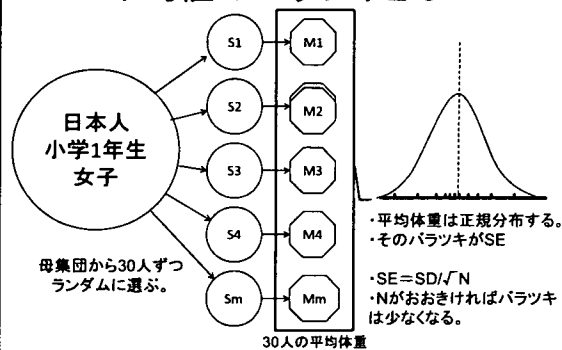 日本人
小学1年生
女子
S1
M1
S2
M2
S3
M3
S4
M4
Sm
Mm
母集団から30人ずつ
ランダムに選ぶ。
30人の平均体重
・平均体重は正規分布する。
・そのバラツキがSE
・SE=SD/√N
・Nがおおきければバラツキ
は少なくなる。